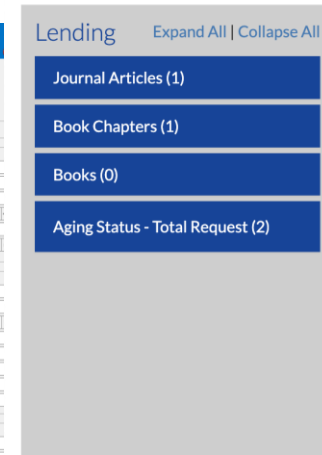 Lending Expand All | Collapse All
Journal Articles (1)
Book Chapters (1)
Books (0)
Aging Status - Total Request (2)